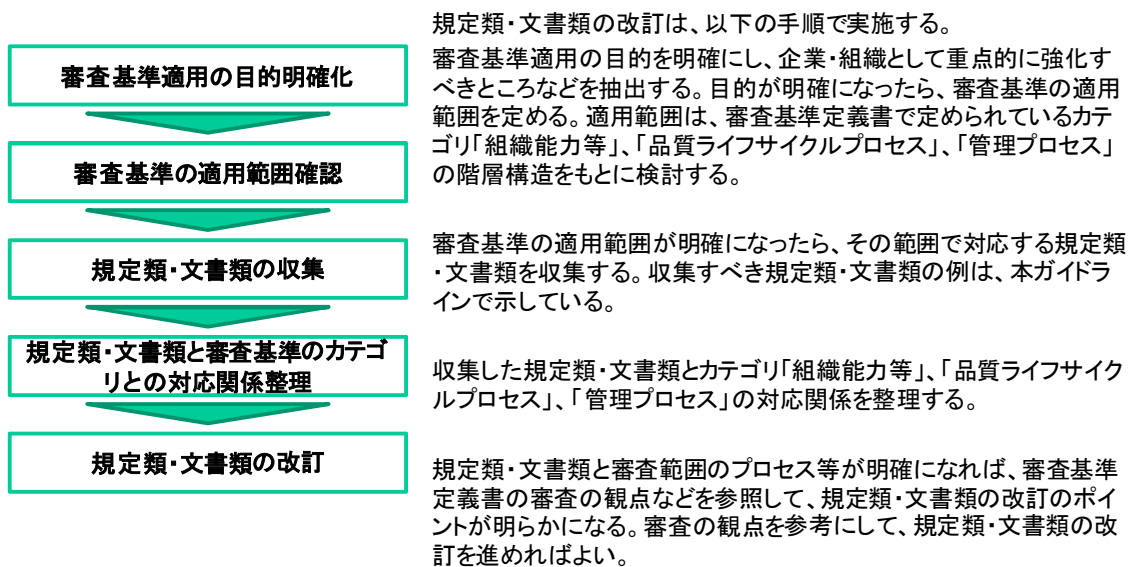 規定類・文書類の改訂は、以下の手順で実施する。
審査基準適用の目的明確化
審査基準適用の目的を明確にし、企業・組織として重点的に強化す
べきところなどを抽出する。目的が明確になったら、審査基準の適用
範囲を定める。適用範囲は、審査基準定義書で定められているカテ
ゴリ「組織能力等」、「品質ライフサイクルプロセス」、「管理プロセス」
の階層構造をもとに検討する。
審査基準の適用範囲確認
規定類・文書類の収集
審査基準の適用範囲が明確になったら、その範囲で対応する規定類
・文書類を収集する。収集すべき規定類・文書類の例は、本ガイドラ
インで示している。
規定類・文書類と審査基準のカテゴ
リとの対応関係整理
収集した規定類・文書類とカテゴリ「組織能力等」、「品質ライフサイク
ルプロセス」、「管理プロセス」の対応関係を整理する。
規定類・文書類の改訂
規定類・文書類と審査範囲のプロセス等が明確になれば、審査基準
定義書の審査の観点などを参照して、規定類・文書類の改訂のポイ
ントが明らかになる。審査の観点を参考にして、規定類・文書類の改
訂を進めればよい。